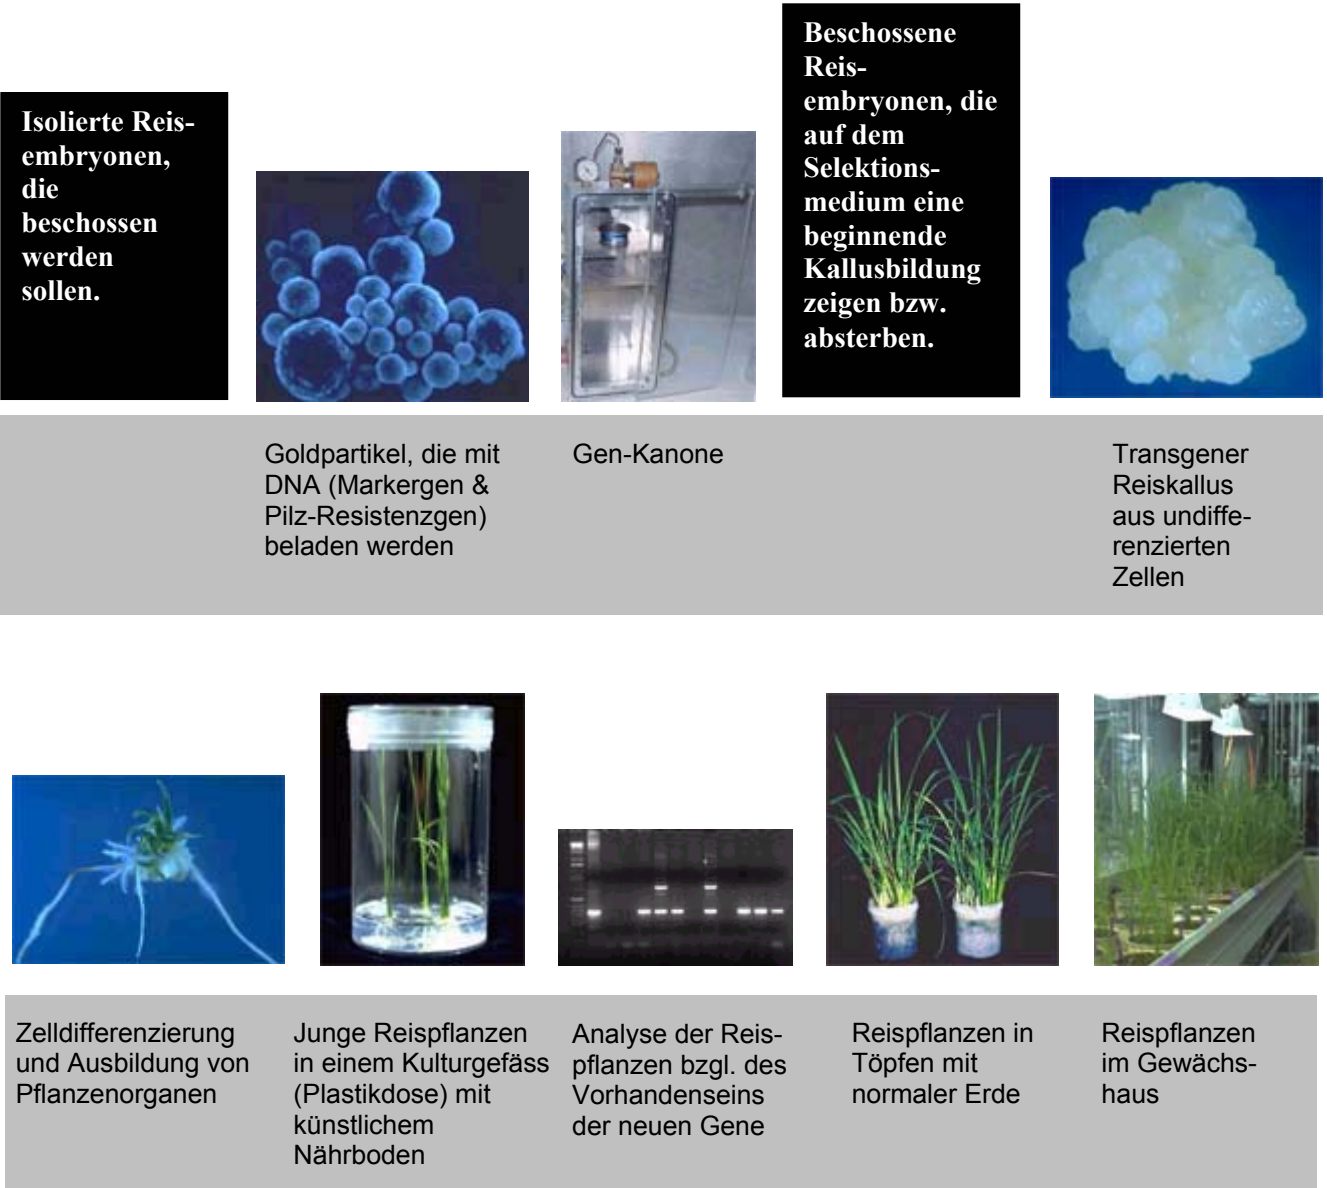 Isolierte Reis-
embryonen,
die
beschossen
werden
sollen.
Beschossene
Reis-
embryonen, die
auf dem
Selektions-
medium eine
beginnende
Kallusbildung
zeigen bzw.
absterben.
Goldpartikel, die mit
DNA (Markergen &
Pilz-Resistenzgen)
beladen werden
Gen-Kanone
Transgener
Reiskallus
aus undiffe-
renzierten
Zellen
Zelldifferenzierung
und Ausbildung von
Pflanzenorganen
Junge Reispflanzen
in einem Kulturgefäss
(Plastikdose) mit
künstlichem
Nährboden
Analyse der Reis-
pflanzen bzgl. des
Vorhandenseins
der neuen Gene
Reispflanzen in
Töpfen mit
normaler Erde
Reispflanzen
im Gewächs-
haus